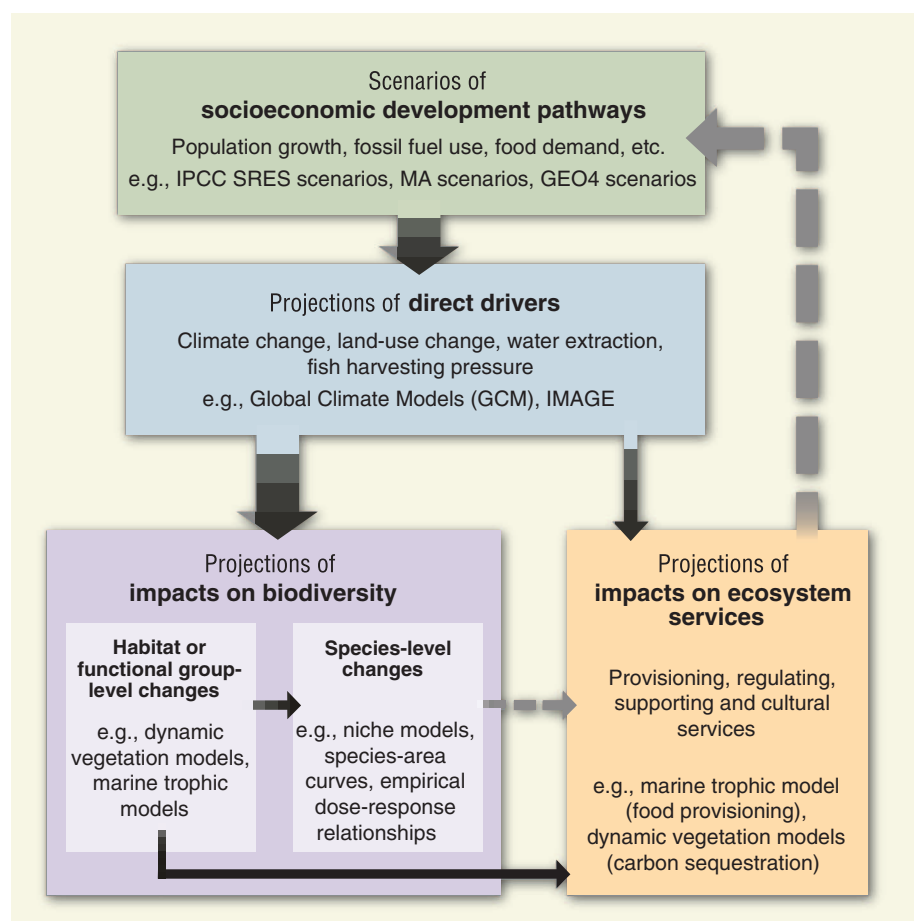 Scenarios of
socioeconomic development pathways
Population growth, fossil fuel use, food demand, etc.
e.g., IPCC SRES scenarios, MA scenarios, GEO4 scenarios
Projections of direct drivers
Climate change, land-use change, water extraction,
fish harvesting pressure
e.g., Global Climate Models (GCM), IMAGE
Projections of
impacts on biodiversity
Habitat or
functional group-
level changes
e.g., dynamic
vegetation models,
marine trophic
models
Species-level
changes
e.g., niche models,
species-area
curves, empirical
dose-response
relationships
Projections of
impacts on ecosystem
services
Provisioning, regulating,
supporting and cultural
services
e.g., marine trophic model
(food provisioning),
dynamic vegetation models
(carbon sequestration)